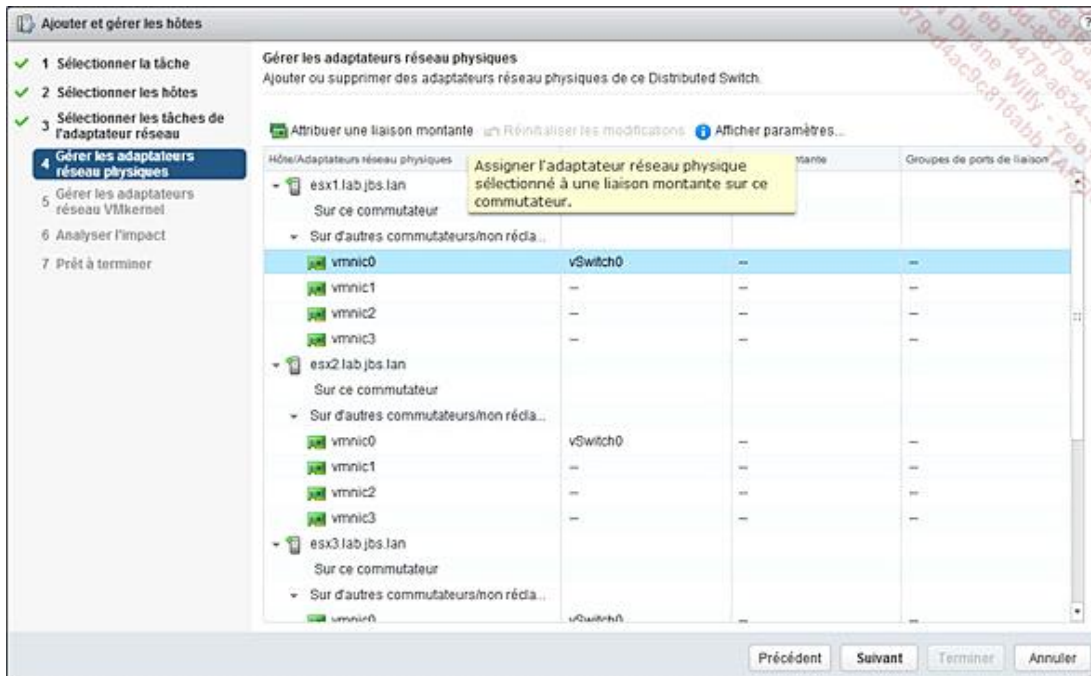 Ajouter et gérer les hôtes
?
1 Sélectionner la tâche
2 Sélectionner les hôtes
3 Sélectionner les tâches de
l'adaptateur réseau
4 Gérer les adaptateurs
réseau physiques
5 Gérer les adaptateurs
réseau VMkernel
6 Analyser l'impact
7 Prêt à terminer
Gérer les adaptateurs réseau physiques
Ajouter ou supprimer des adaptateurs réseau physiques de ce Distributed Switch.
Attribuer une liaison montante Réinitialiser les modifications Afficher paramètres...
Hôte/Adaptateurs réseau physiques ntante Groupes de ports de liaison
Assigner l'adaptateur réseau physique
sélectionné à une liaison montante sur ce
commutateur.
esx1.lab.jbs.lan
Sur ce commutateur
Sur d'autres commutateurs/non récla...
vmnic0 vSwitch0 -- --
vmnic1 -- -- --
vmnic2 -- -- --
vmnic3 -- -- --
esx2.lab.jbs.lan
Sur ce commutateur
Sur d'autres commutateurs/non récla...
vmnic0 vSwitch0 -- --
vmnic1 -- -- --
vmnic2 -- -- --
vmnic3 -- -- --
esx3.lab.jbs.lan
Sur ce commutateur
Sur d'autres commutateurs/non récla...
vmnic0 vSwitch0 -- --
Précédent Suivant Terminer Annuler